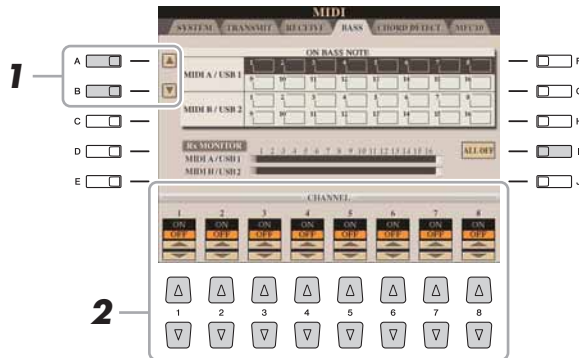 MIDI
SYSTEM TRANSMIT RECEIVE BASS CHORD DETECT. MFC10
ON BASS NOTE
MIDI A / USB 1
1 2 3 4 5 6 7 8
9 10 11 12 13 14 15 16
MIDI B / USB 2
1 2 3 4 5 6 7 8
9 10 11 12 13 14 15 16
Rx MONITOR 1 2 3 4 5 6 7 8 9 10 11 12 13 14 15 16
MIDI A / USB1
MIDI B / USB2
ALL OFF
CHANNEL
1 2 3 4 5 6 7 8
ON ON ON ON ON ON ON ON
OFF OFF OFF OFF OFF OFF OFF OFF
1
A
B
C
D
E
F
2
1 2 3 4 5 6 7 8